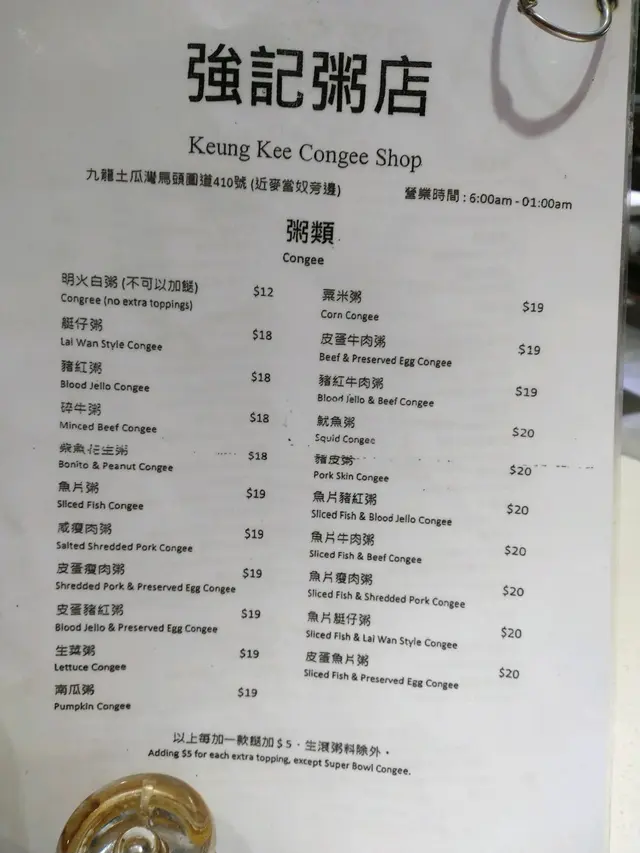 強記粥店
Keung Kee Congee Shop
九龍土瓜灣馬頭圍道410號 (近麥當奴旁邊)
營業時間 : 6:00am - 01:00am
粥類
Congee
明火白粥 (不可以加餸) $12
Congree (no extra toppings)
艇仔粥 $18
Lai Wan Style Congee
豬紅粥 $18
Blood Jello Congee
碎牛粥 $18
Minced Beef Congee
柴魚花生粥 $18
Bonito & Peanut Congee
魚片粥 $19
Sliced Fish Congee
咸瘦肉粥 $19
Salted Shredded Pork Congee
皮蛋瘦肉粥 $19
Shredded Pork & Preserved Egg Congee
皮蛋豬紅粥 $19
Blood Jello & Preserved Egg Congee
生菜粥 $19
Lettuce Congee
南瓜粥 $19
Pumpkin Congee
粟米粥 $19
Corn Congee
皮蛋牛肉粥 $19
Beef & Preserved Egg Congee
豬紅牛肉粥 $19
Blood Jello & Beef Congee
魷魚粥 $20
Squid Congee
豬皮粥 $20
Pork Skin Congee
魚片豬紅粥 $20
Sliced Fish & Blood Jello Congee
魚片牛肉粥 $20
Sliced Fish & Beef Congee
魚片瘦肉粥 $20
Sliced Fish & Shredded Pork Congee
魚片艇仔粥 $20
Sliced Fish & Lai Wan Style Congee
皮蛋魚片粥 $20
Sliced Fish & Preserved Egg Congee
以上每加一款餸加 $ 5，生滾粥料除外。
Adding $5 for each extra topping, except Super Bowl Congee.